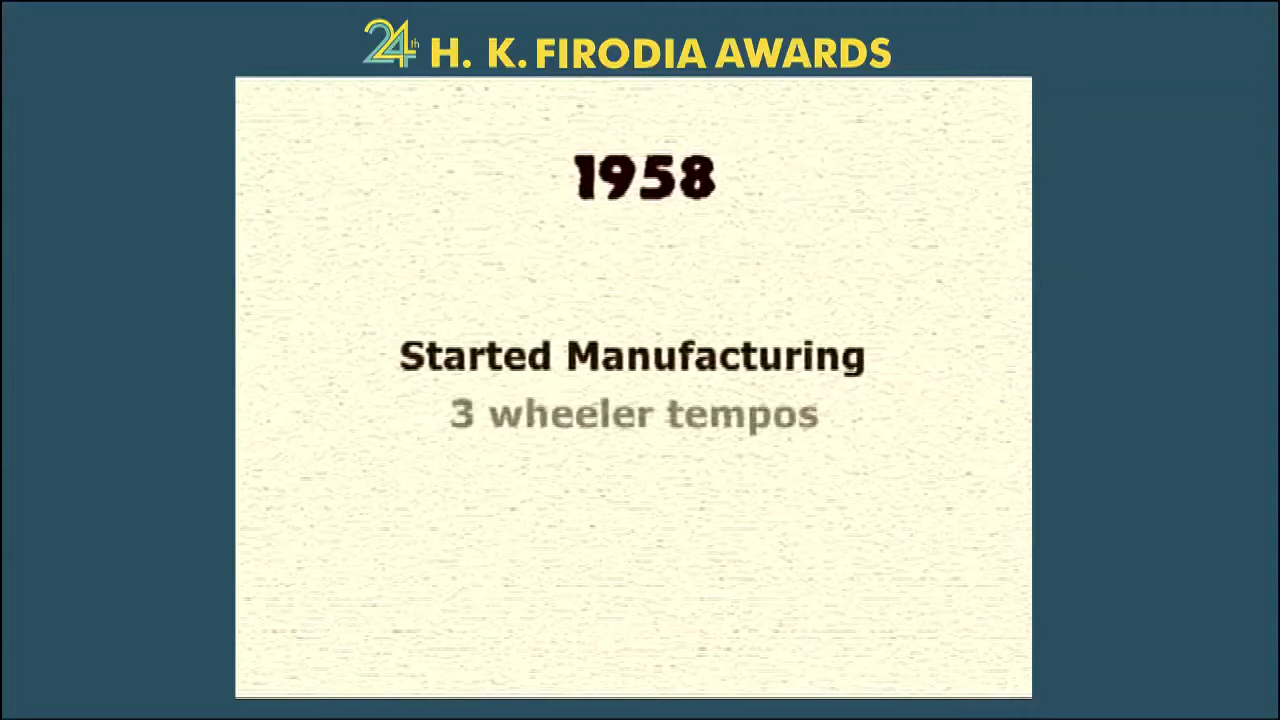 24th H. K. FIRODIA AWARDS
1958
Started Manufacturing
3 wheeler tempos